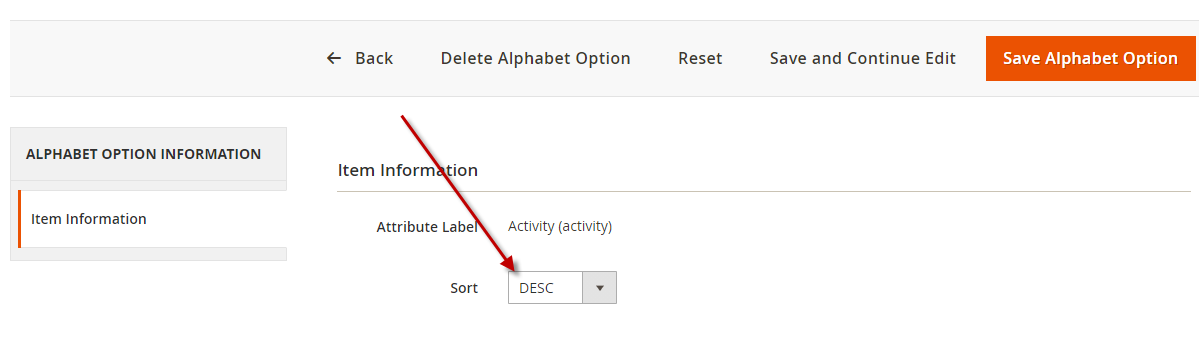 ← Back Delete Alphabet Option Reset Save and Continue Edit Save Alphabet Option
ALPHABET OPTION INFORMATION
Item Information
Item Information
Attribute Label Activity (activity)
Sort DESC